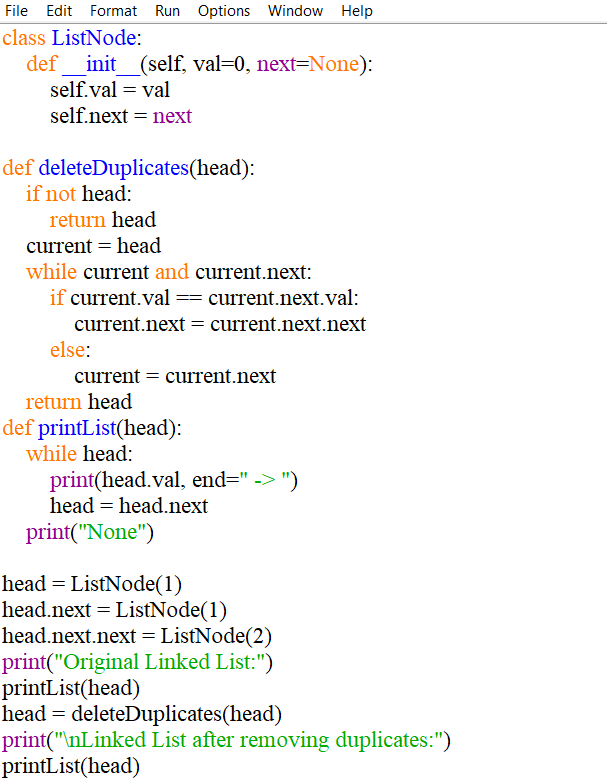 File Edit Format Run Options Window Help
class ListNode:
    def __init__(self, val=0, next=None):
        self.val = val
        self.next = next

def deleteDuplicates(head):
    if not head:
        return head
    current = head
    while current and current.next:
        if current.val == current.next.val:
            current.next = current.next.next
        else:
            current = current.next
    return head
def printList(head):
    while head:
        print(head.val, end=" -> ")
        head = head.next
    print("None")

head = ListNode(1)
head.next = ListNode(1)
head.next.next = ListNode(2)
print("Original Linked List:")
printList(head)
head = deleteDuplicates(head)
print("\nLinked List after removing duplicates:")
printList(head)